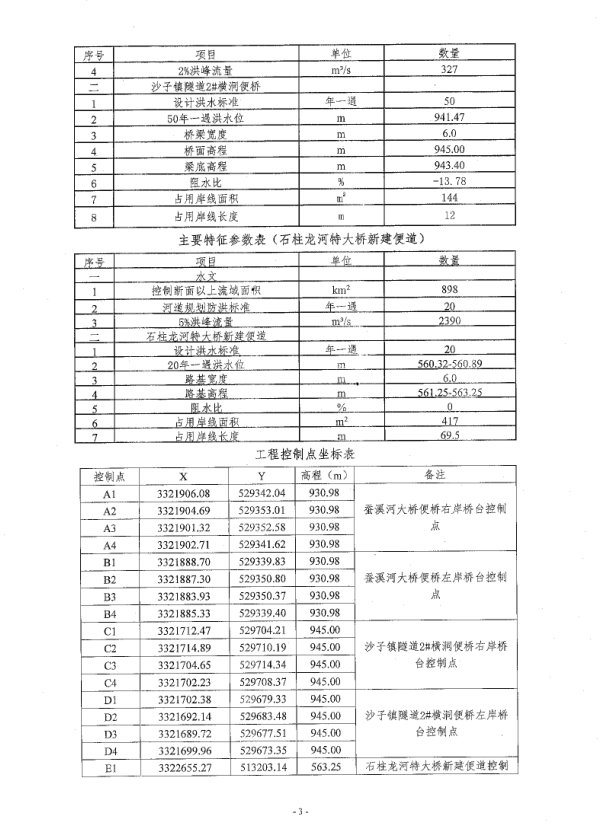 序号 项目 单位 数量
4 2%洪峰流量 m³/s 327
二 沙子镇隧道2#横洞便桥
1 设计洪水标准 年一遇 50
2 50年一遇洪水位 m 941.47
3 桥梁宽度 m 6.0
4 桥面高程 m 945.00
5 梁底高程 m 943.40
6 阻水比 % -13.78
7 占用岸线面积 m² 144
8 占用岸线长度 m 12
主要特征参数表（石柱龙河特大桥新建便道）
序号 项目 单位 数量
一 水文
1 控制断面以上流域面积 km² 898
2 河道规划防洪标准 年一遇 20
3 5%洪峰流量 m³/s 2390
二 石柱龙河特大桥新建便道
1 设计洪水标准 年一遇 20
2 20年一遇洪水位 m 560.32-560.89
3 路基宽度 m 6.0
4 路基高程 m 561.25-563.25
5 阻水比 % 0
6 占用岸线面积 m² 417
7 占用岸线长度 m 69.5
工程控制点坐标表
控制点 X Y 高程（m） 备注
A1 3321906.08 529342.04 930.98
A2 3321904.69 529353.01 930.98
蚕溪河大桥便桥右岸桥台控制
点
A3 3321901.32 529352.58 930.98
A4 3321902.71 529341.62 930.98
B1 3321888.70 529339.83 930.98
B2 3321887.30 529350.80 930.98
蚕溪河大桥便桥左岸桥台控制
点
B3 3321883.93 529350.37 930.98
B4 3321885.33 529339.40 930.98
C1 3321712.47 529704.21 945.00
C2 3321714.89 529710.19 945.00
沙子镇隧道2#横洞便桥右岸桥
台控制点
C3 3321704.65 529714.34 945.00
C4 3321702.23 529708.37 945.00
D1 3321702.38 529679.33 945.00
D2 3321692.14 529683.48 945.00
沙子镇隧道2#横洞便桥左岸桥
台控制点
D3 3321689.72 529677.51 945.00
D4 3321699.96 529673.35 945.00
E1 3322655.27 513203.14 563.25 石柱龙河特大桥新建便道控制
- 3 -